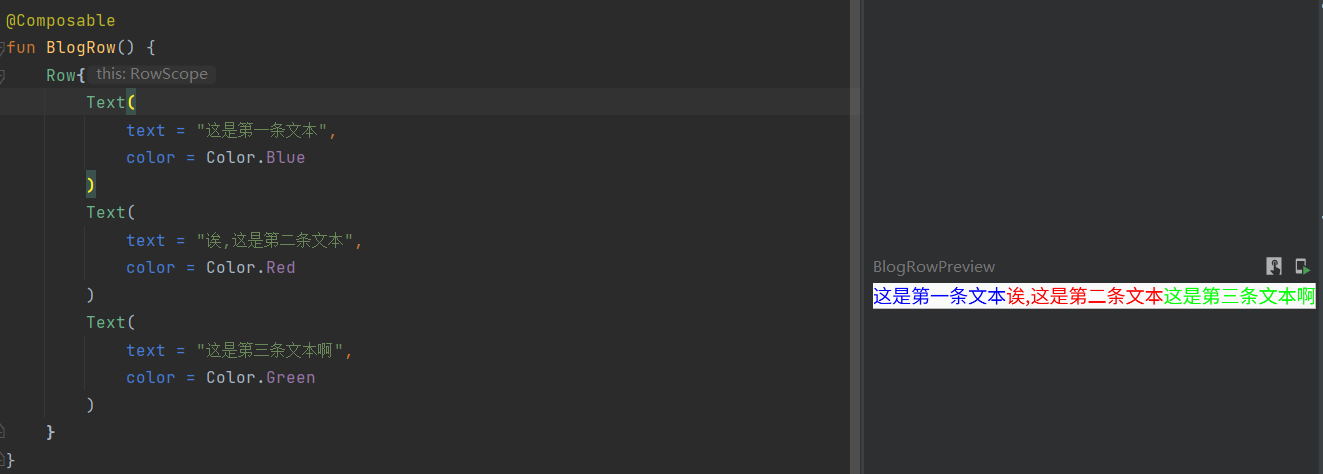 @Composable
fun BlogRow() {
Row{ this: RowScope
Text(
text = "这是第一条文本",
color = Color.Blue
)
Text(
text = "诶,这是第二条文本",
color = Color.Red
)
Text(
text = "这是第三条文本啊",
color = Color.Green
)
}
}
BlogRowPreview
这是第一条文本诶,这是第二条文本这是第三条文本啊